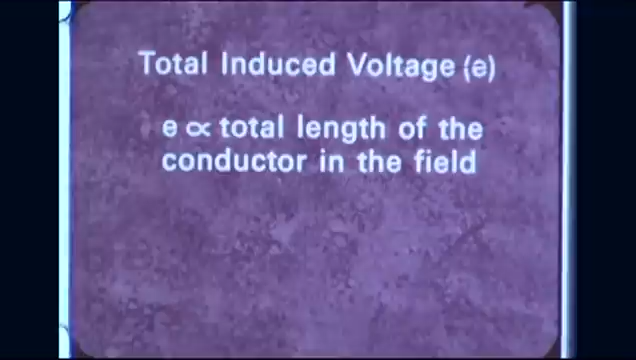 Total Induced Voltage (e)
e ∝ total length of the
conductor in the field